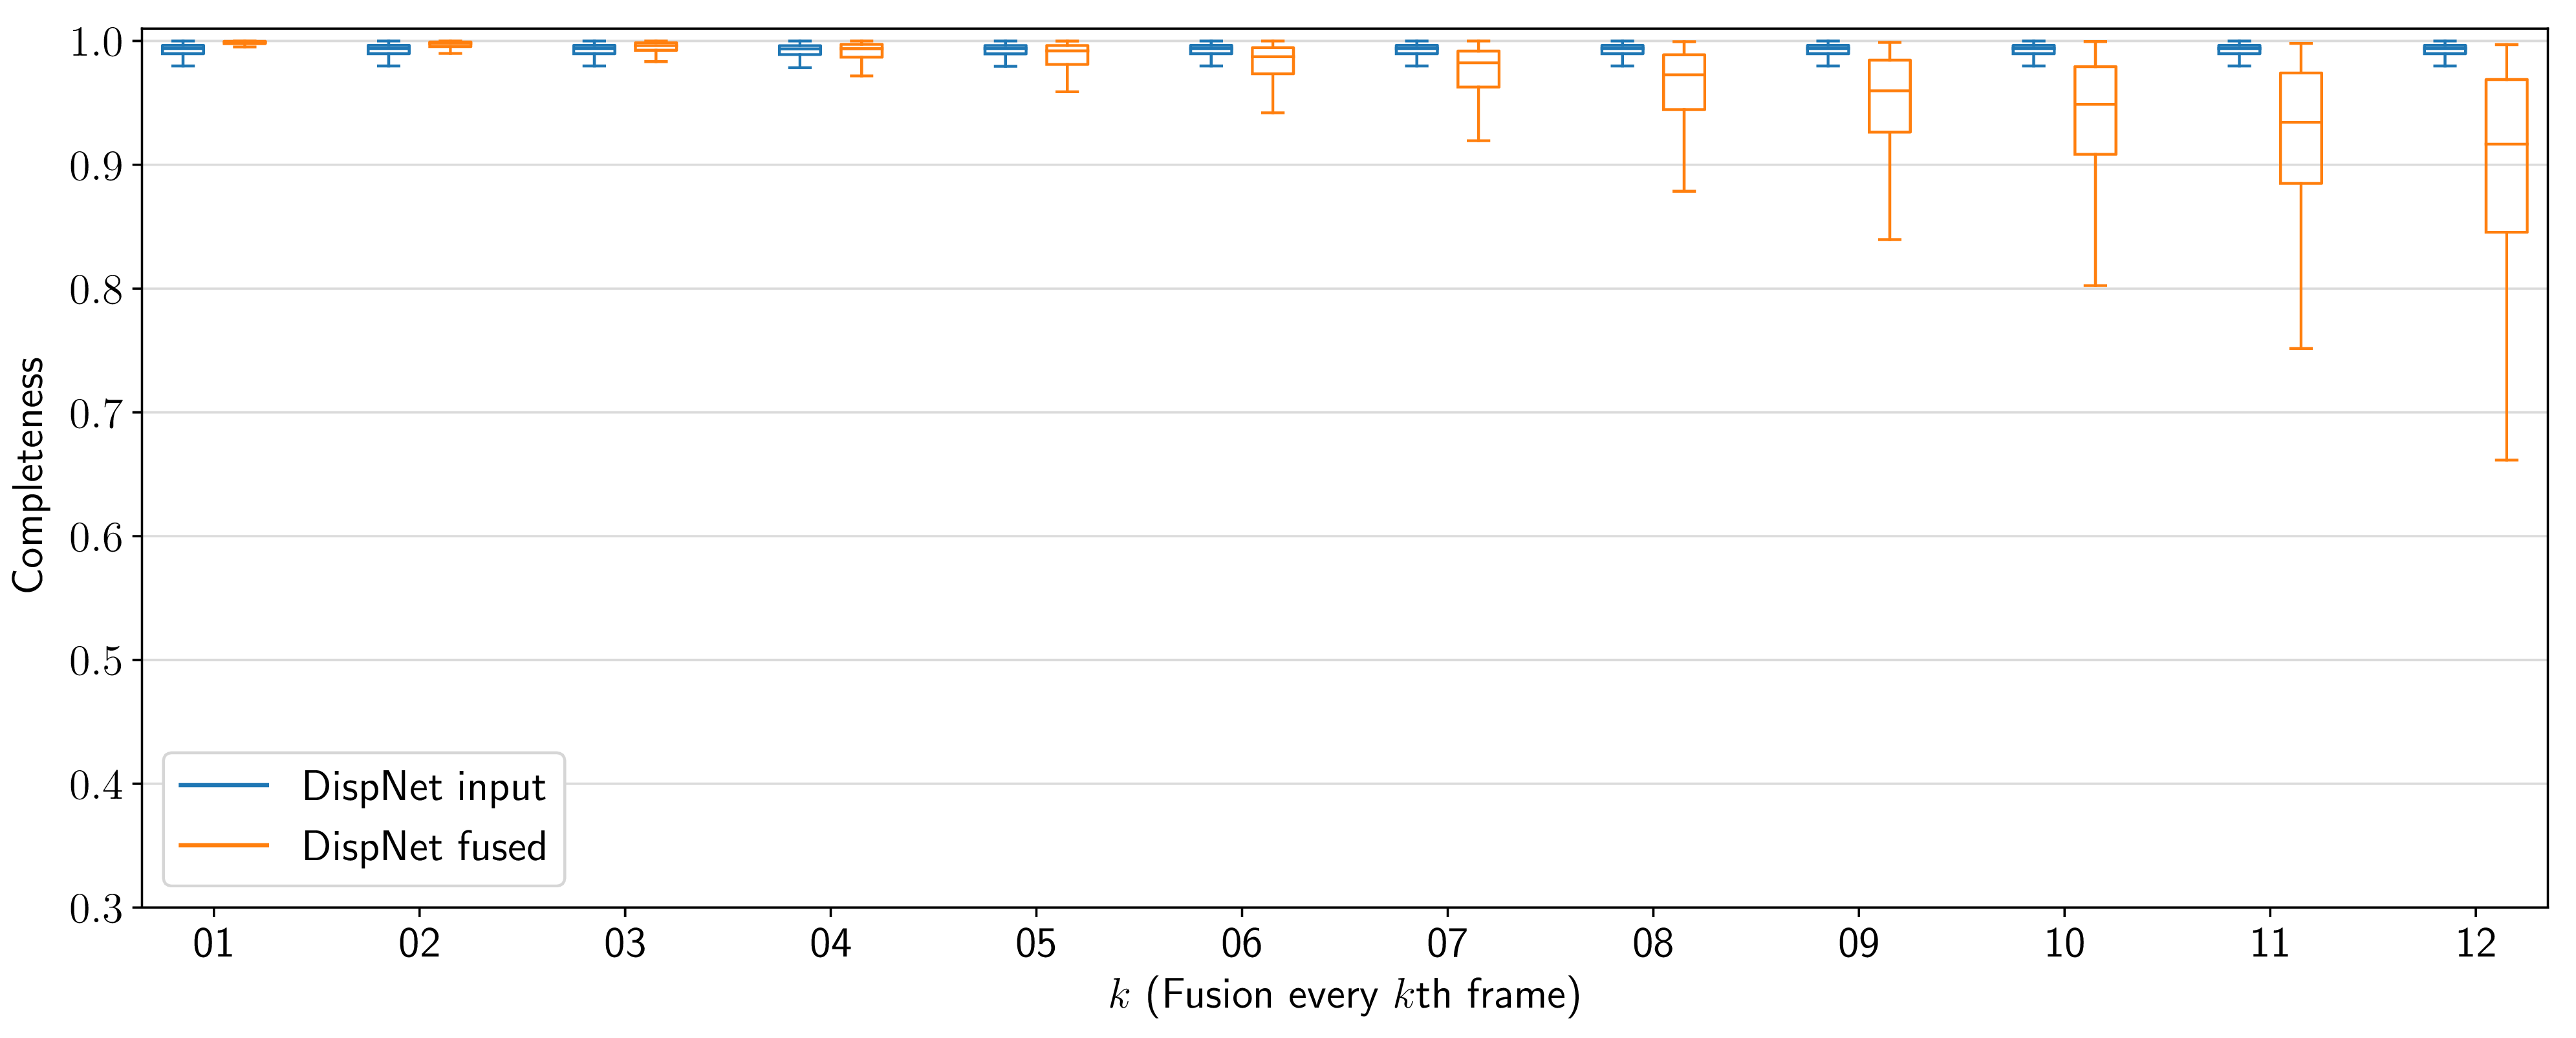 1.0
0.9
0.8
0.7
0.6
0.5
0.4
0.3
Completeness
DispNet input
DispNet fused
01 02 03 04 05 06 07 08 09 10 11 12
k (Fusion every kth frame)